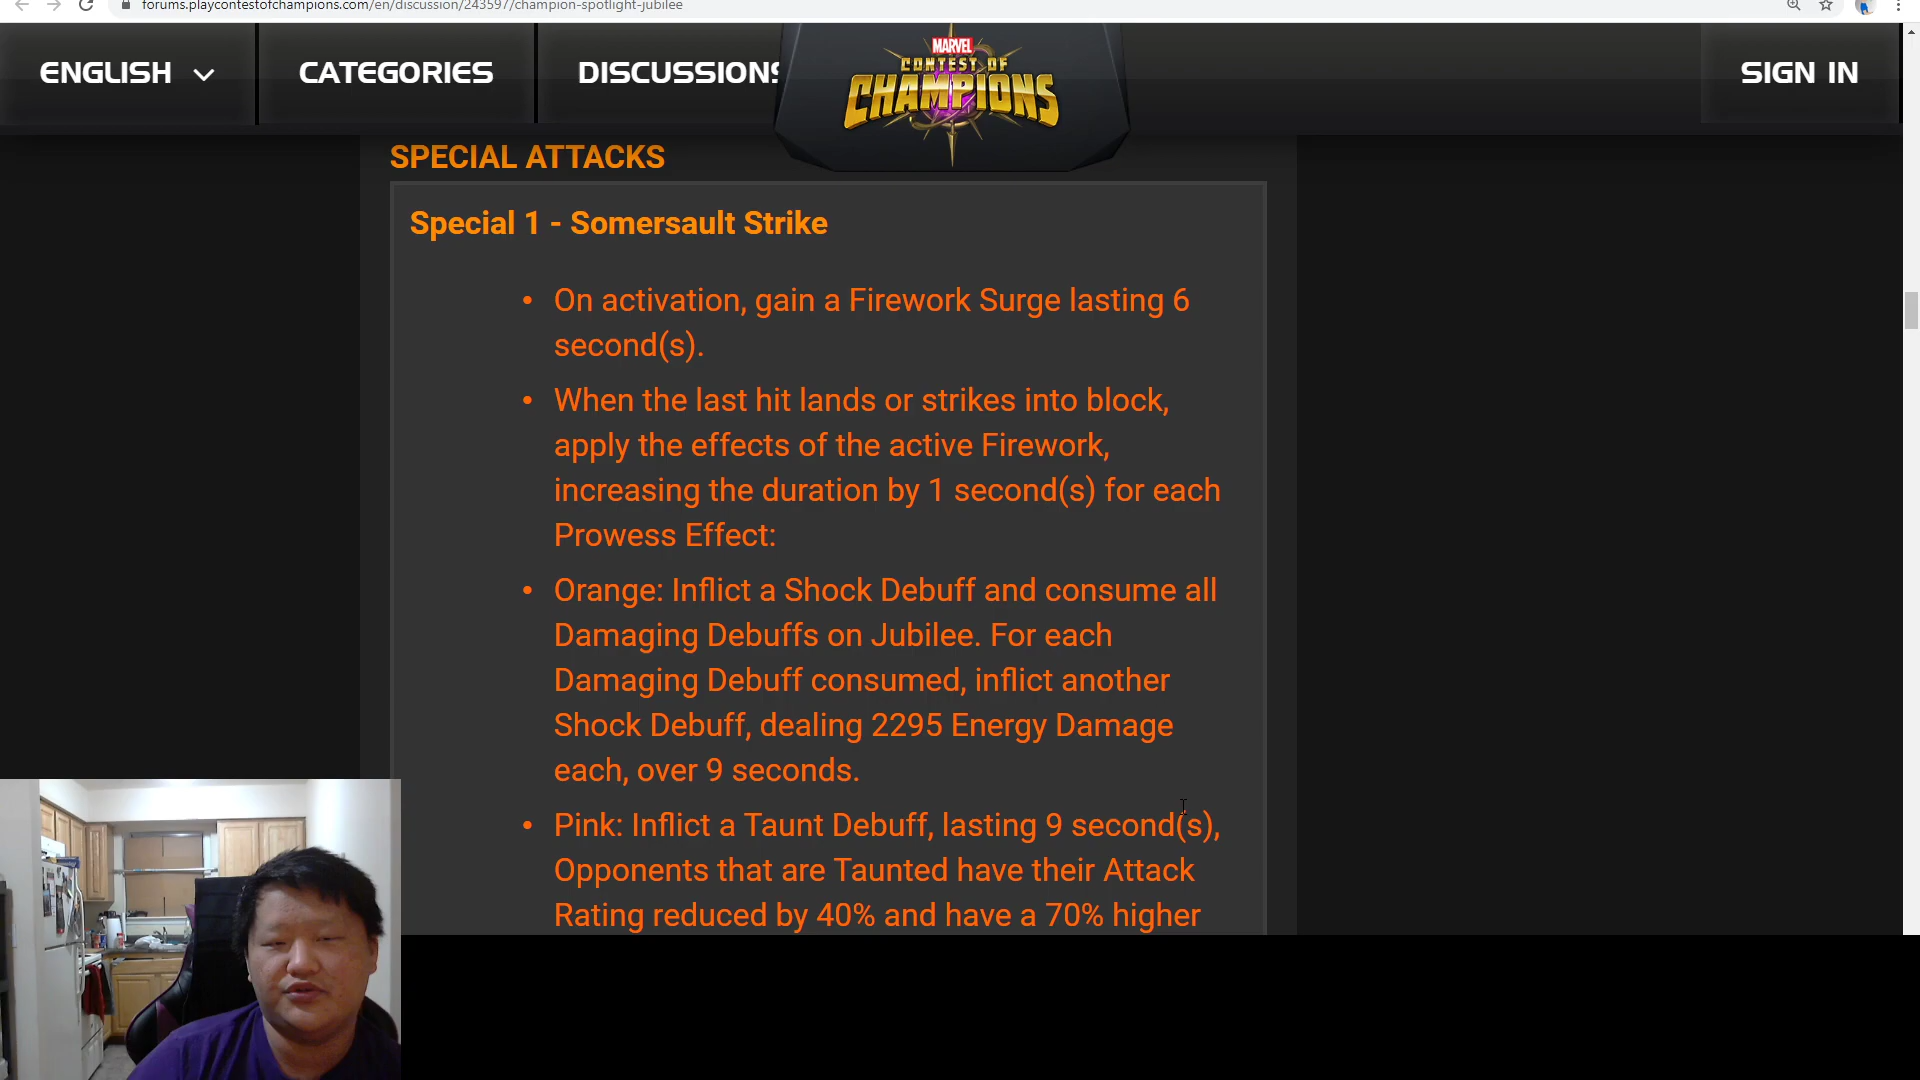 forums.playcontestofchampions.com/en/discussion/243597/champion-spotlight-jubilee
ENGLISH
CATEGORIES
DISCUSSIONS
MARVEL
CONTEST OF
CHAMPIONS
SIGN IN
SPECIAL ATTACKS
Special 1 - Somersault Strike
• On activation, gain a Firework Surge lasting 6
second(s).
• When the last hit lands or strikes into block,
apply the effects of the active Firework,
increasing the duration by 1 second(s) for each
Prowess Effect:
• Orange: Inflict a Shock Debuff and consume all
Damaging Debuffs on Jubilee. For each
Damaging Debuff consumed, inflict another
Shock Debuff, dealing 2295 Energy Damage
each, over 9 seconds.
• Pink: Inflict a Taunt Debuff, lasting 9 second(s),
Opponents that are Taunted have their Attack
Rating reduced by 40% and have a 70% higher